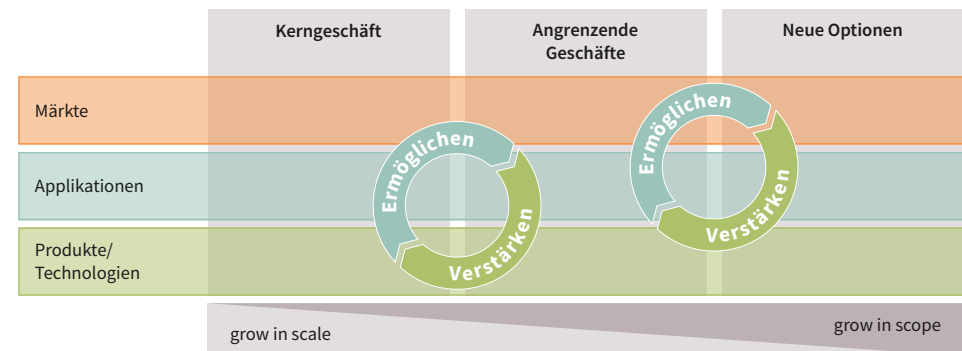 Kerngeschäft
Angrenzende
Geschäfte
Neue Optionen
Märkte
Ermöglichen
Verstärken
Ermöglichen
Verstärken
Applikationen
Produkte/
Technologien
grow in scale
grow in scope